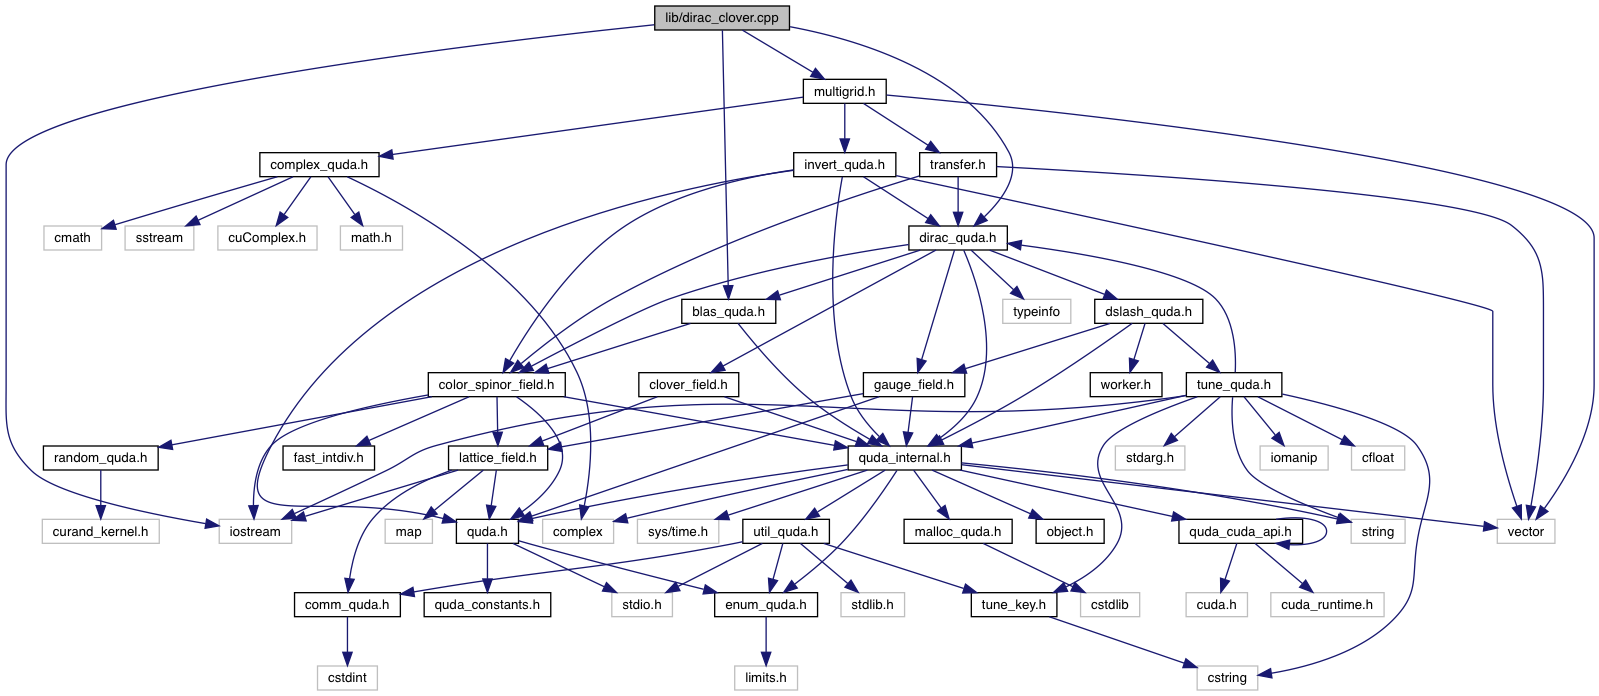 lib/dirac_clover.cpp
multigrid.h
complex_quda.h
invert_quda.h
transfer.h
cmath
sstream
cuComplex.h
math.h
dirac_quda.h
blas_quda.h
typeinfo
dslash_quda.h
color_spinor_field.h
clover_field.h
gauge_field.h
worker.h
tune_quda.h
random_quda.h
fast_intdiv.h
lattice_field.h
quda_internal.h
stdarg.h
iomanip
cfloat
curand_kernel.h
iostream
map
quda.h
complex
sys/time.h
util_quda.h
malloc_quda.h
object.h
quda_cuda_api.h
string
vector
comm_quda.h
quda_constants.h
stdio.h
enum_quda.h
stdlib.h
tune_key.h
cstdlib
cuda.h
cuda_runtime.h
cstdint
limits.h
cstring